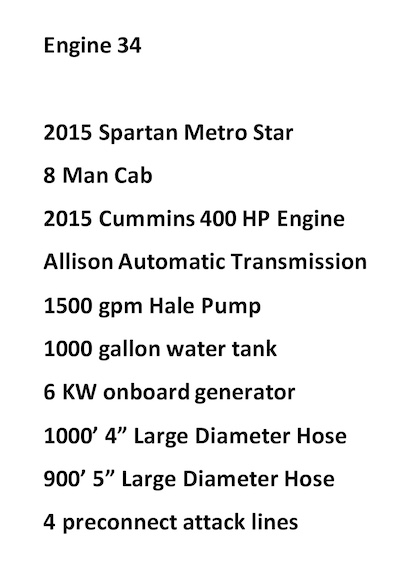 Engine 34
2015 Spartan Metro Star
8 Man Cab
2015 Cummins 400 HP Engine
Allison Automatic Transmission
1500 gpm Hale Pump
1000 gallon water tank
6 KW onboard generator
1000’ 4” Large Diameter Hose
900’ 5” Large Diameter Hose
4 preconnect attack lines